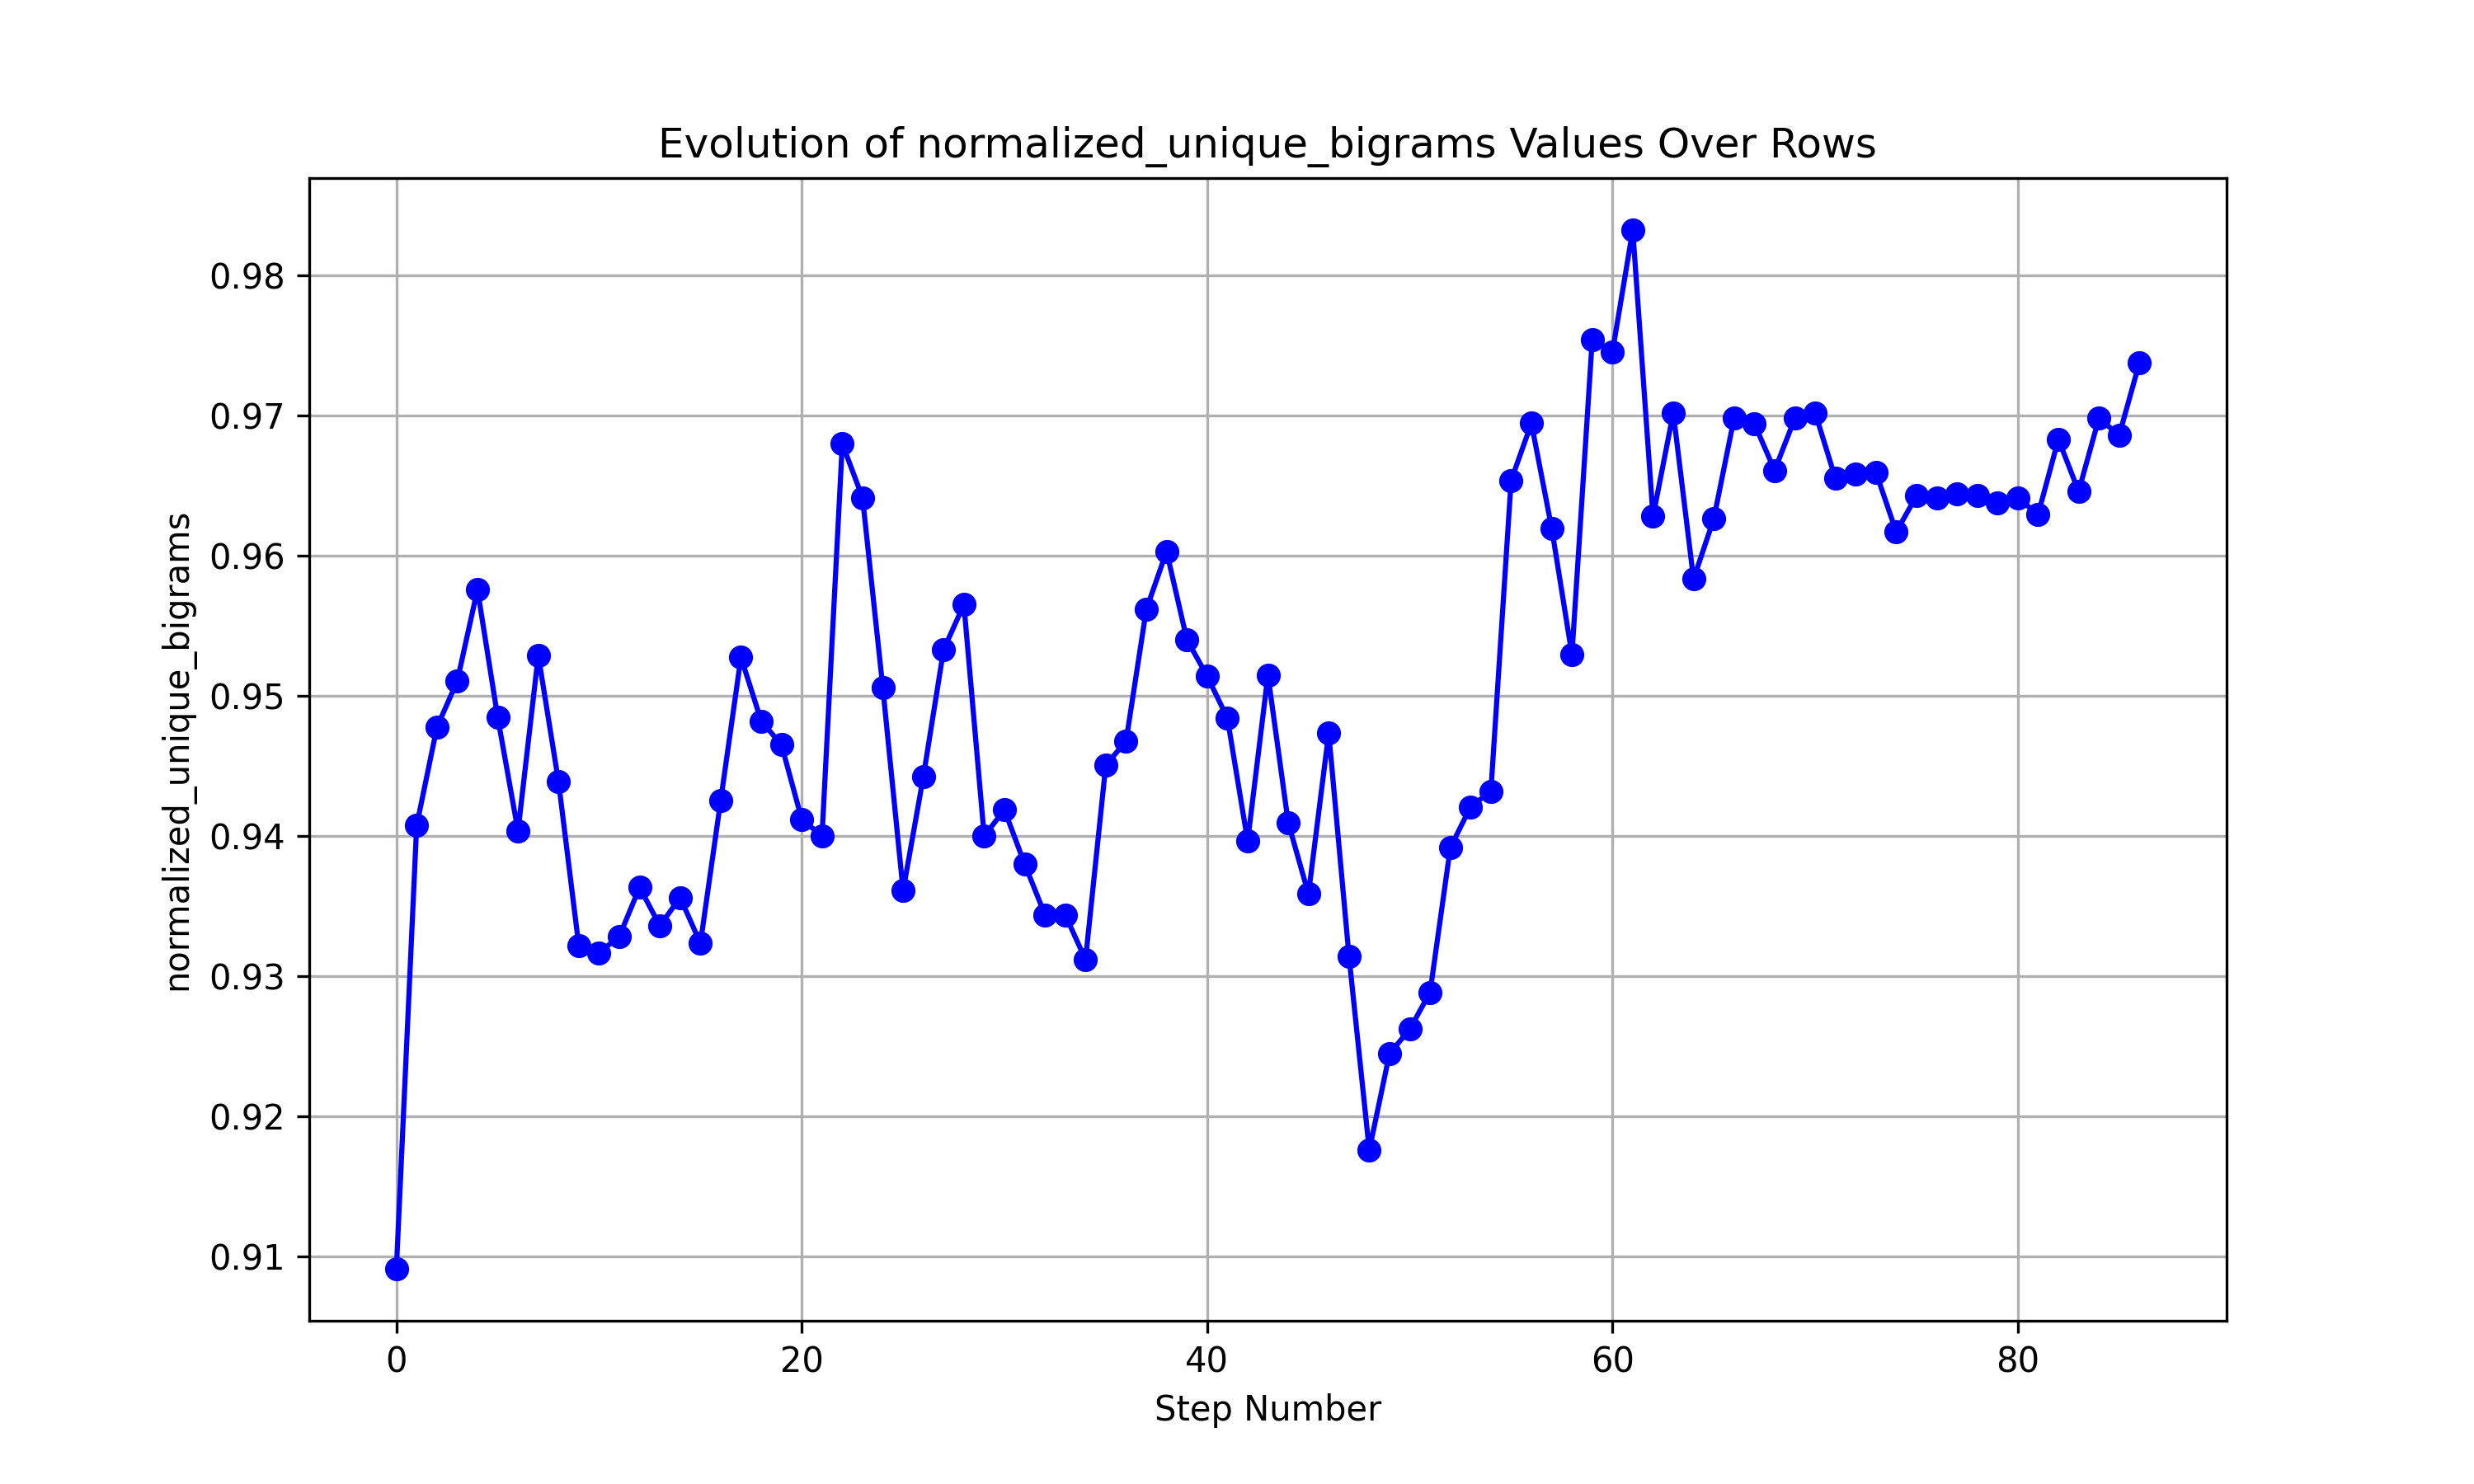 Evolution of normalized_unique_bigrams Values Over Rows
normalized_unique_bigrams
0.98
0.97
0.96
0.95
0.94
0.93
0.92
0.91
0 20 40 60 80
Step Number